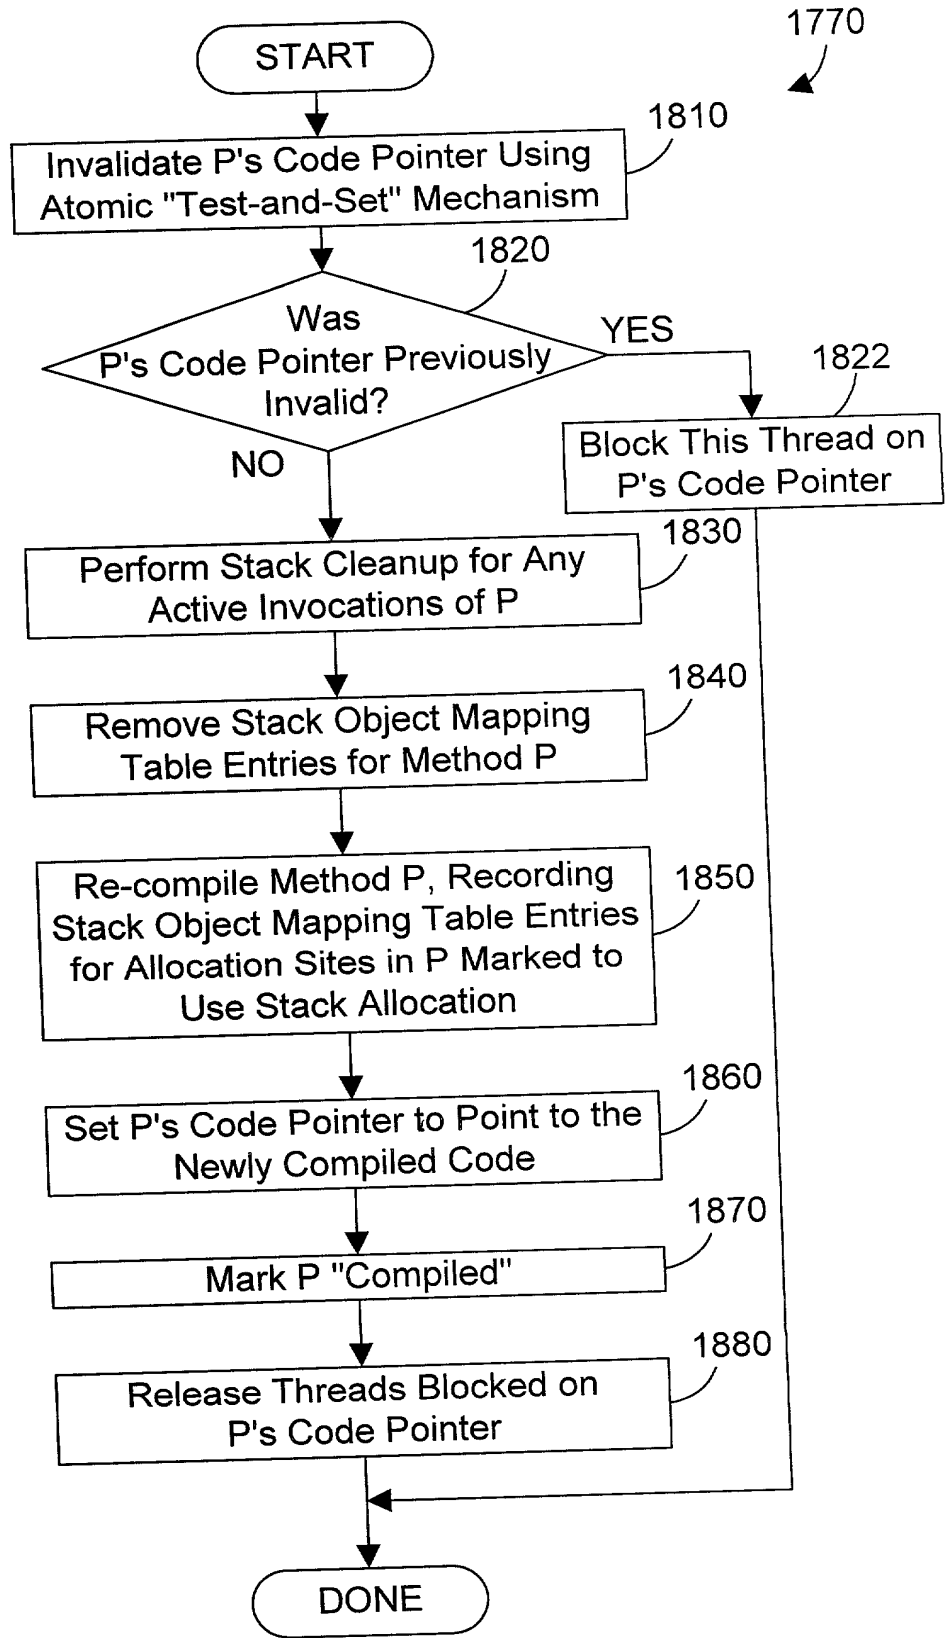 1770
START
1810
Invalidate P's Code Pointer Using
Atomic "Test-and-Set" Mechanism
1820
Was
P's Code Pointer Previously
Invalid?
YES
NO
1822
Block This Thread on
P's Code Pointer
1830
Perform Stack Cleanup for Any
Active Invocations of P
1840
Remove Stack Object Mapping
Table Entries for Method P
1850
Re-compile Method P, Recording
Stack Object Mapping Table Entries
for Allocation Sites in P Marked to
Use Stack Allocation
1860
Set P's Code Pointer to Point to the
Newly Compiled Code
1870
Mark P "Compiled"
1880
Release Threads Blocked on
P's Code Pointer
DONE